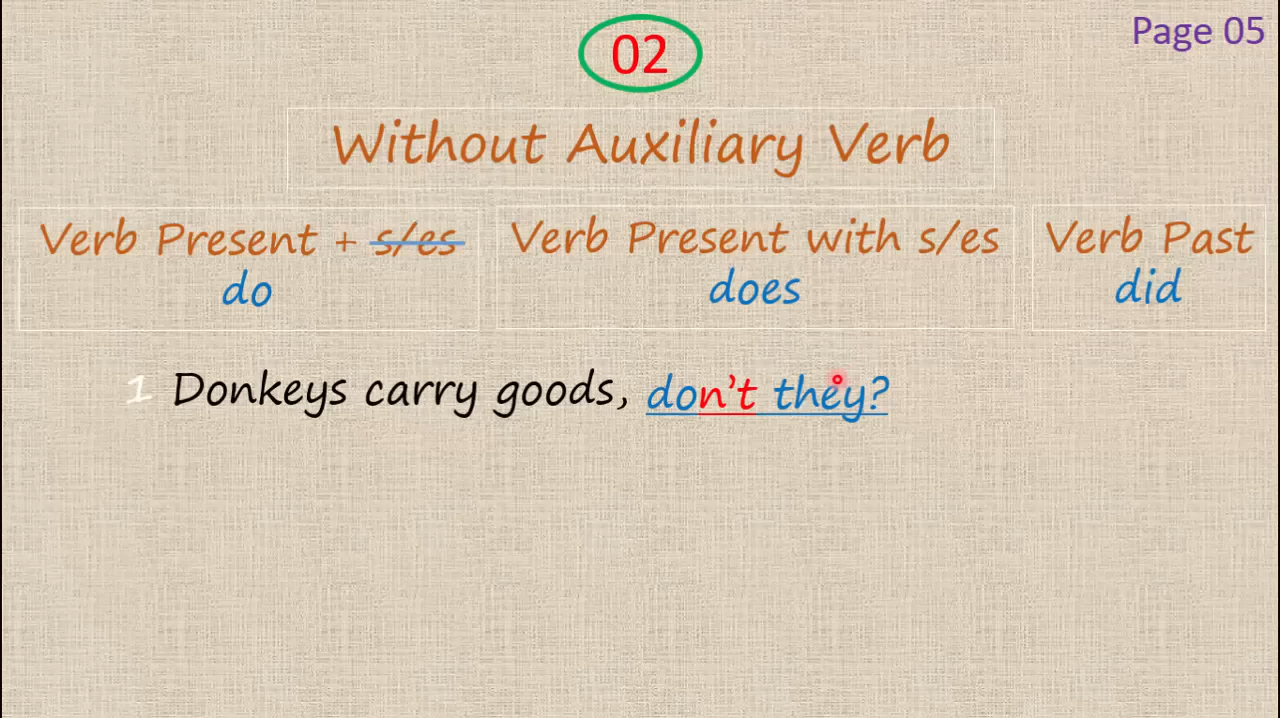 Page 05
02
Without Auxiliary Verb
Verb Present + s/es
do
Verb Present with s/es
does
Verb Past
did
1 Donkeys carry goods, don't they?